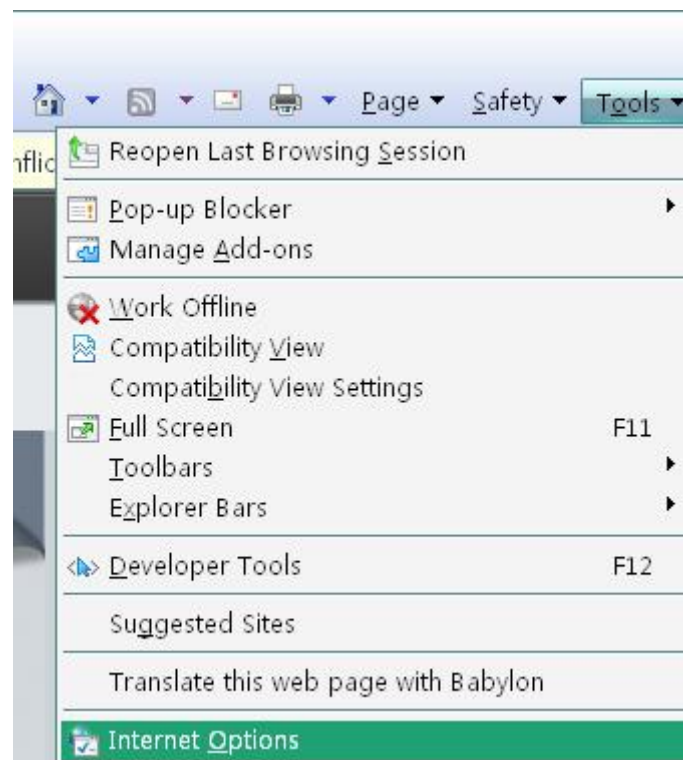 Page Safety Tools
nflic
Reopen Last Browsing Session
Pop-up Blocker
Manage Add-ons
Work Offline
Compatibility View
Compatibility View Settings
Full Screen F11
Toolbars
Explorer Bars
Developer Tools F12
Suggested Sites
Translate this web page with Babylon
Internet Options